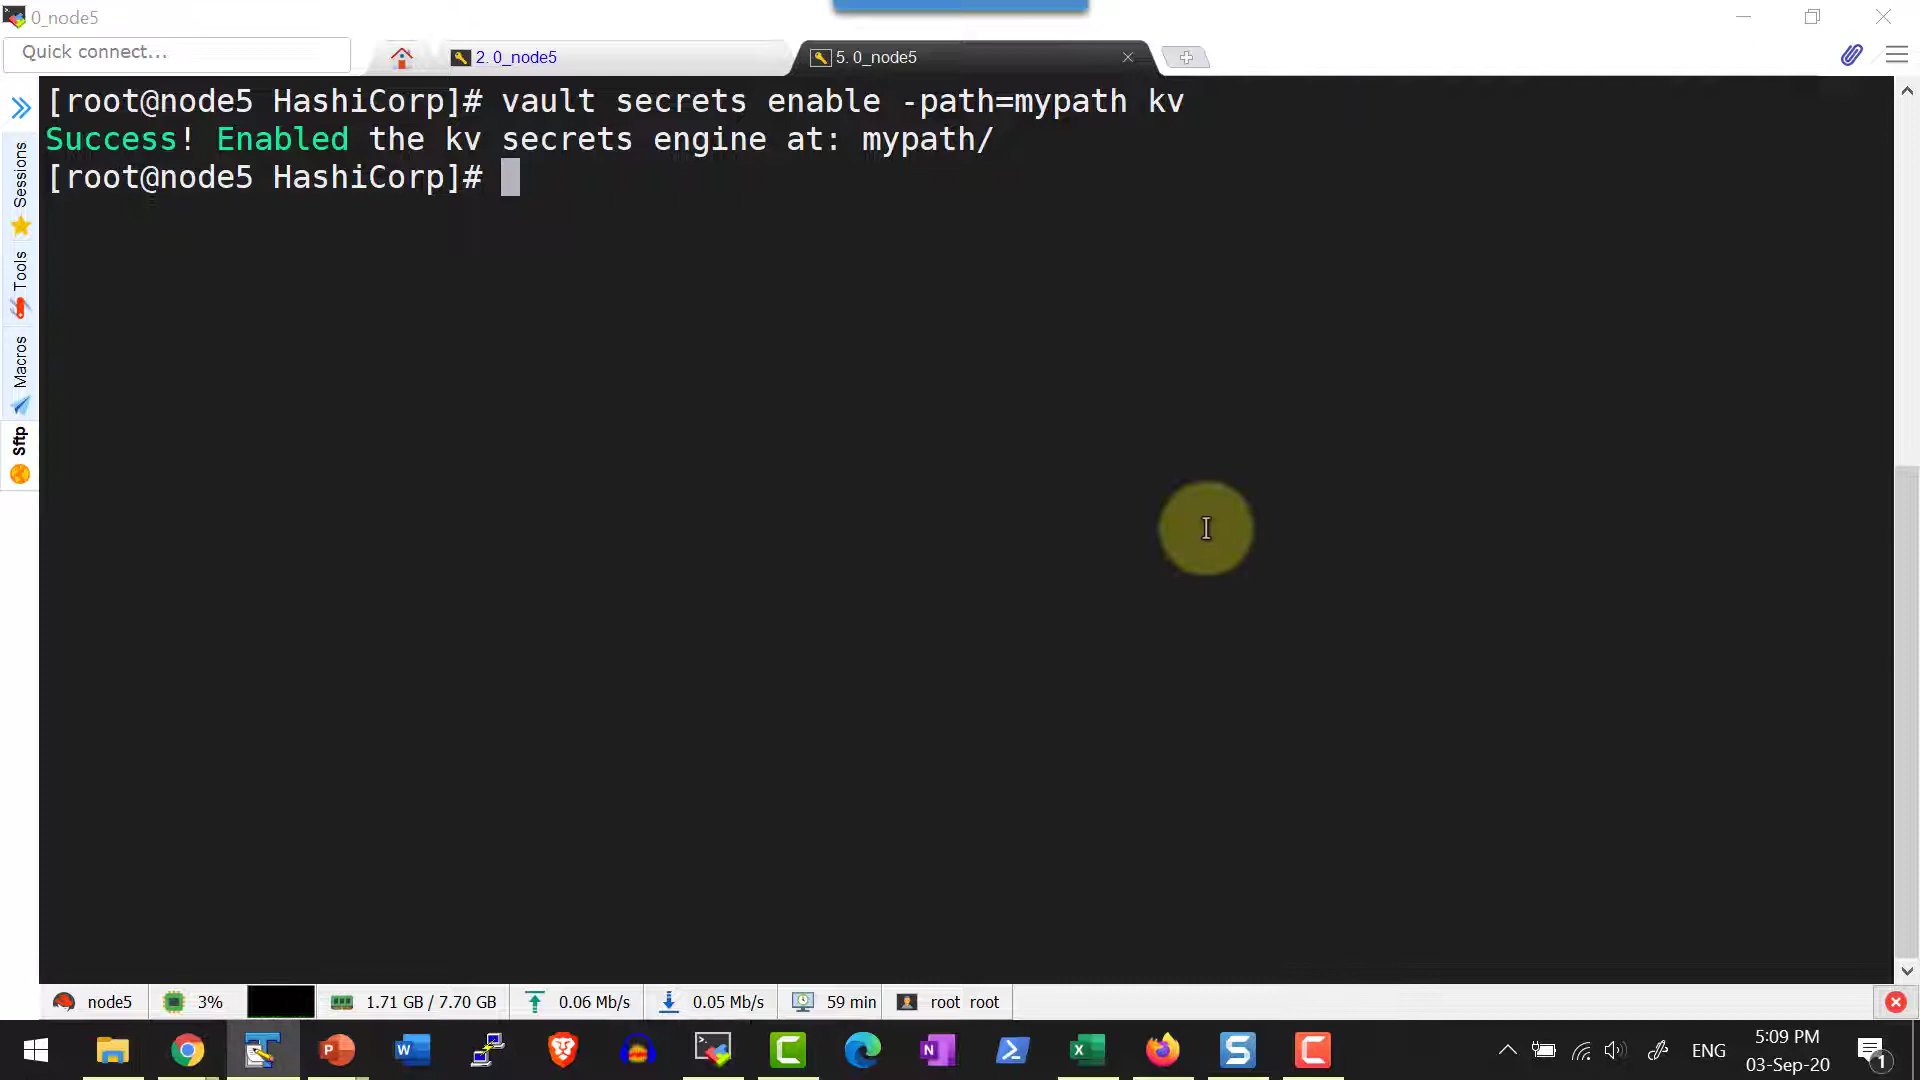 0_node5
Quick connect...
2. 0_node5
5. 0_node5
[root@node5 HashiCorp]# vault secrets enable -path=mypath kv
Success! Enabled the kv secrets engine at: mypath/
[root@node5 HashiCorp]#
Sessions
Tools
Macros
Sftp
node5
3%
1.71 GB / 7.70 GB
0.06 Mb/s
0.05 Mb/s
59 min
root root
ENG
5:09 PM
03-Sep-20
1